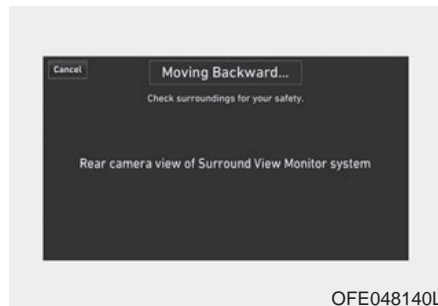 Cancel
Moving Backward...
Check surroundings for your safety.
Rear camera view of Surround View Monitor system
OFE048140L